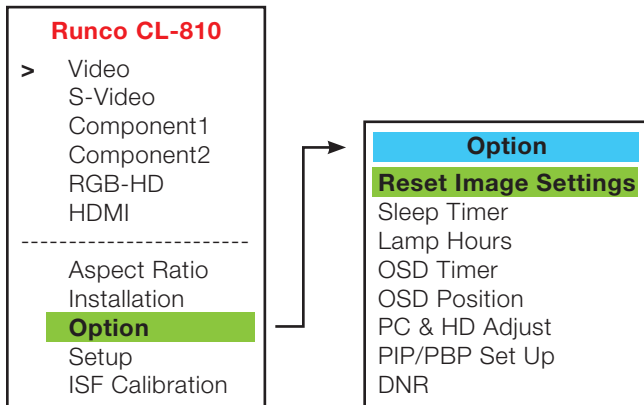 Runco CL-810
> Video
S-Video
Component1
Component2
RGB-HD
HDMI
-----------------------
Aspect Ratio
Installation
Option
Setup
ISF Calibration
Option
Reset Image Settings
Sleep Timer
Lamp Hours
OSD Timer
OSD Position
PC & HD Adjust
PIP/PBP Set Up
DNR